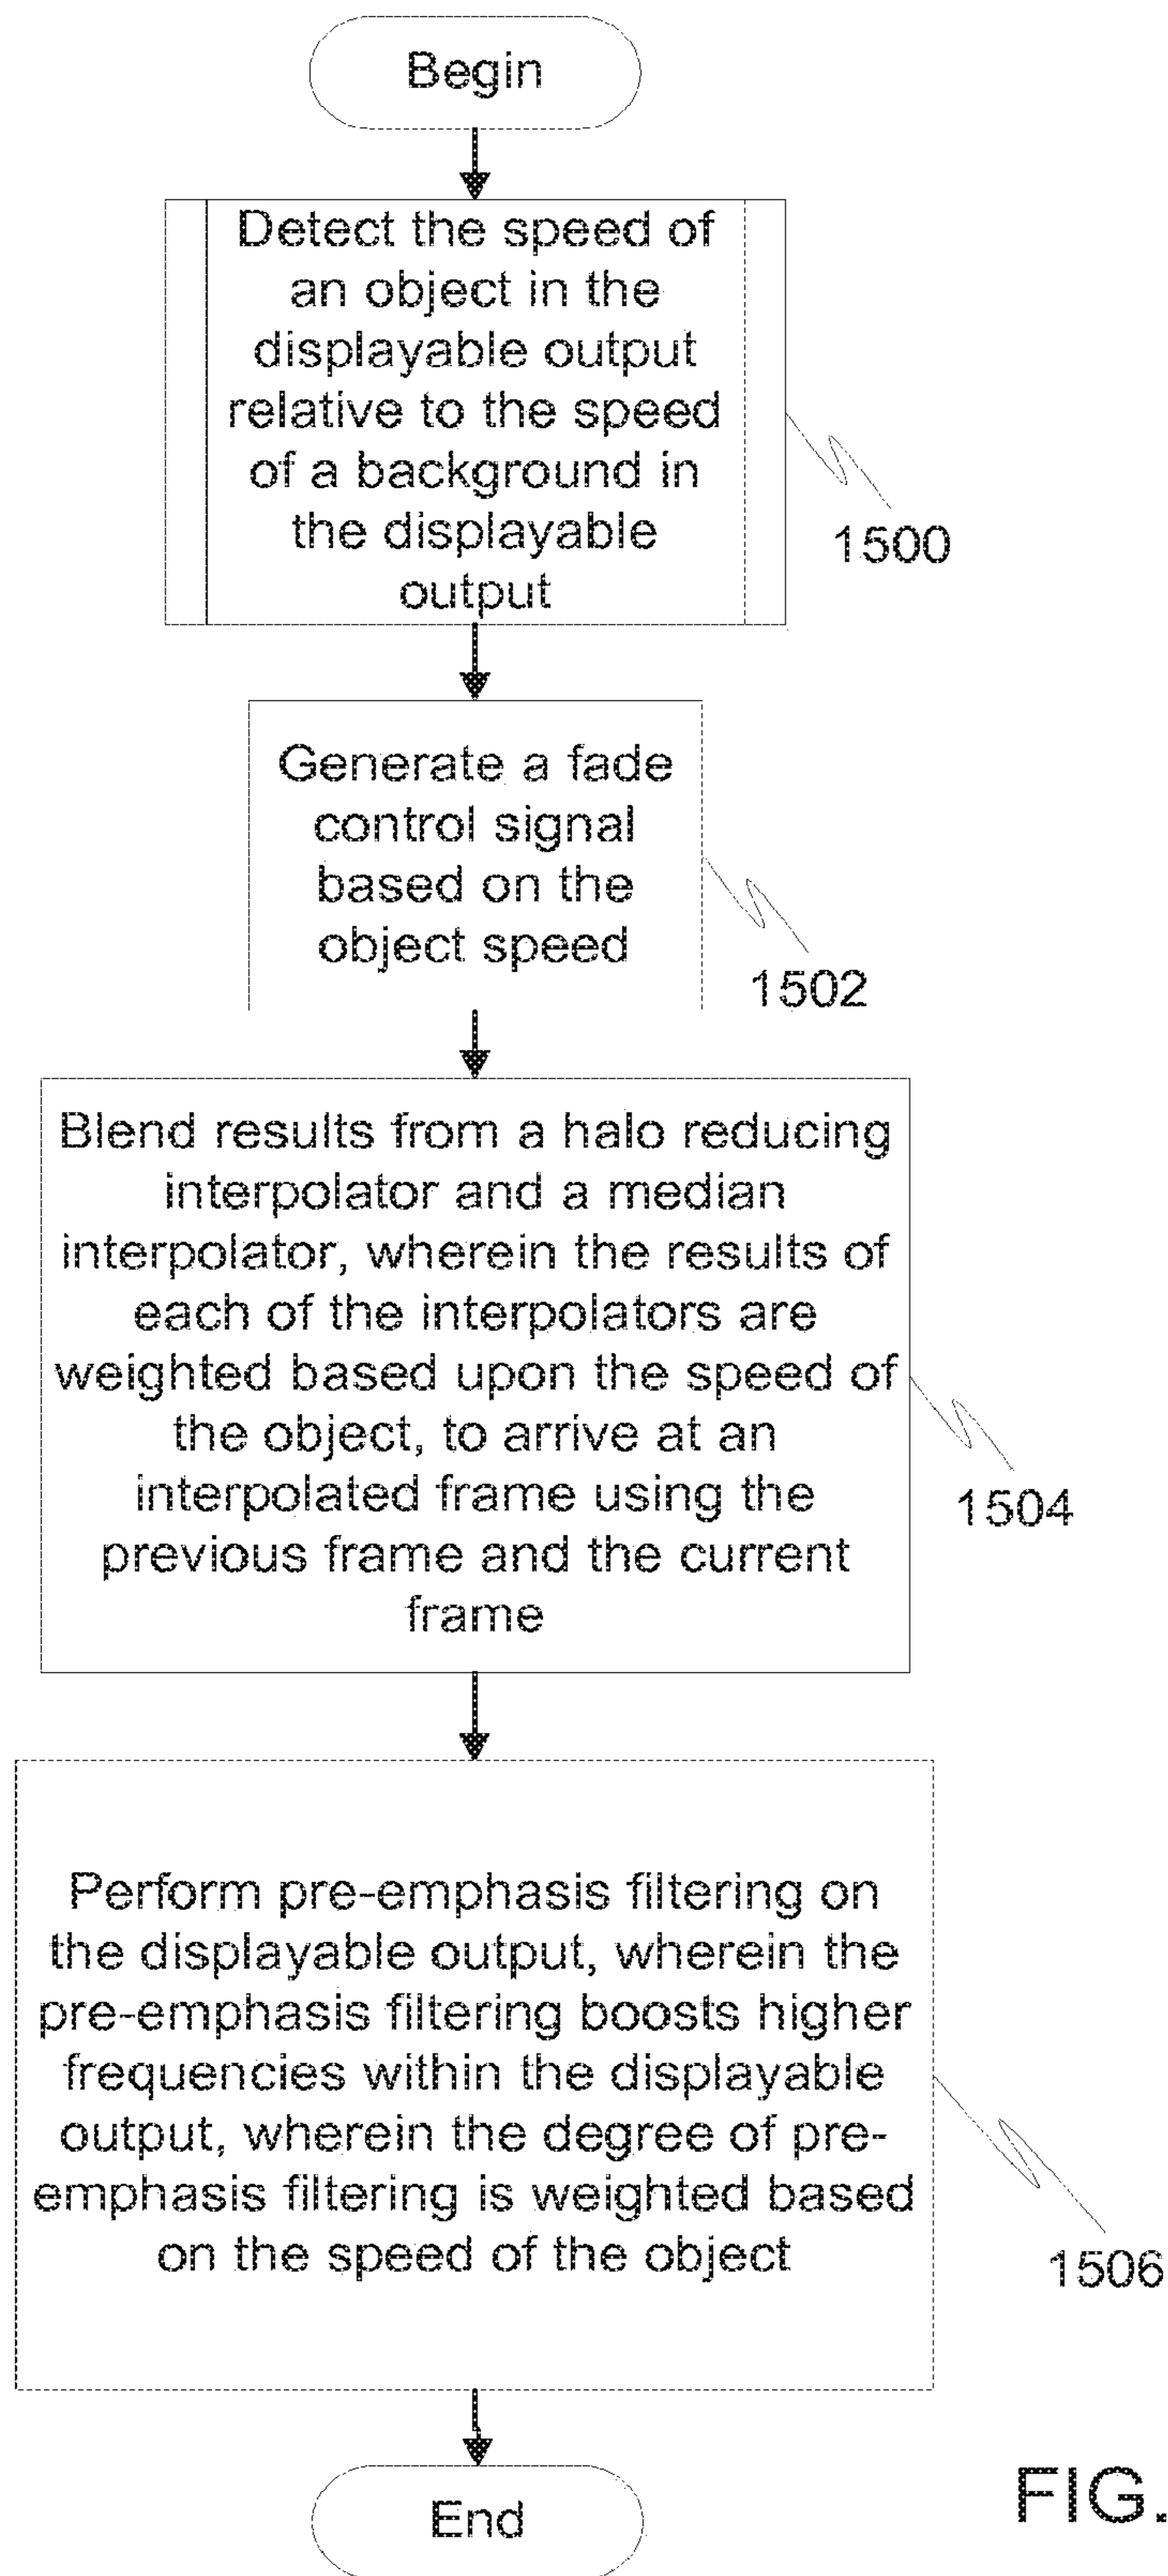 Begin
Detect the speed of
an object in the
displayable output
relative to the speed
of a background in
the displayable
output
1500
Generate a fade
control signal
based on the
object speed
1502
Blend results from a halo reducing
interpolator and a median
interpolator, wherein the results of
each of the interpolators are
weighted based upon the speed of
the object, to arrive at an
interpolated frame using the
previous frame and the current
frame
1504
Perform pre-emphasis filtering on
the displayable output, wherein the
pre-emphasis filtering boosts higher
frequencies within the displayable
output, wherein the degree of pre-
emphasis filtering is weighted based
on the speed of the object
1506
End
FIG.